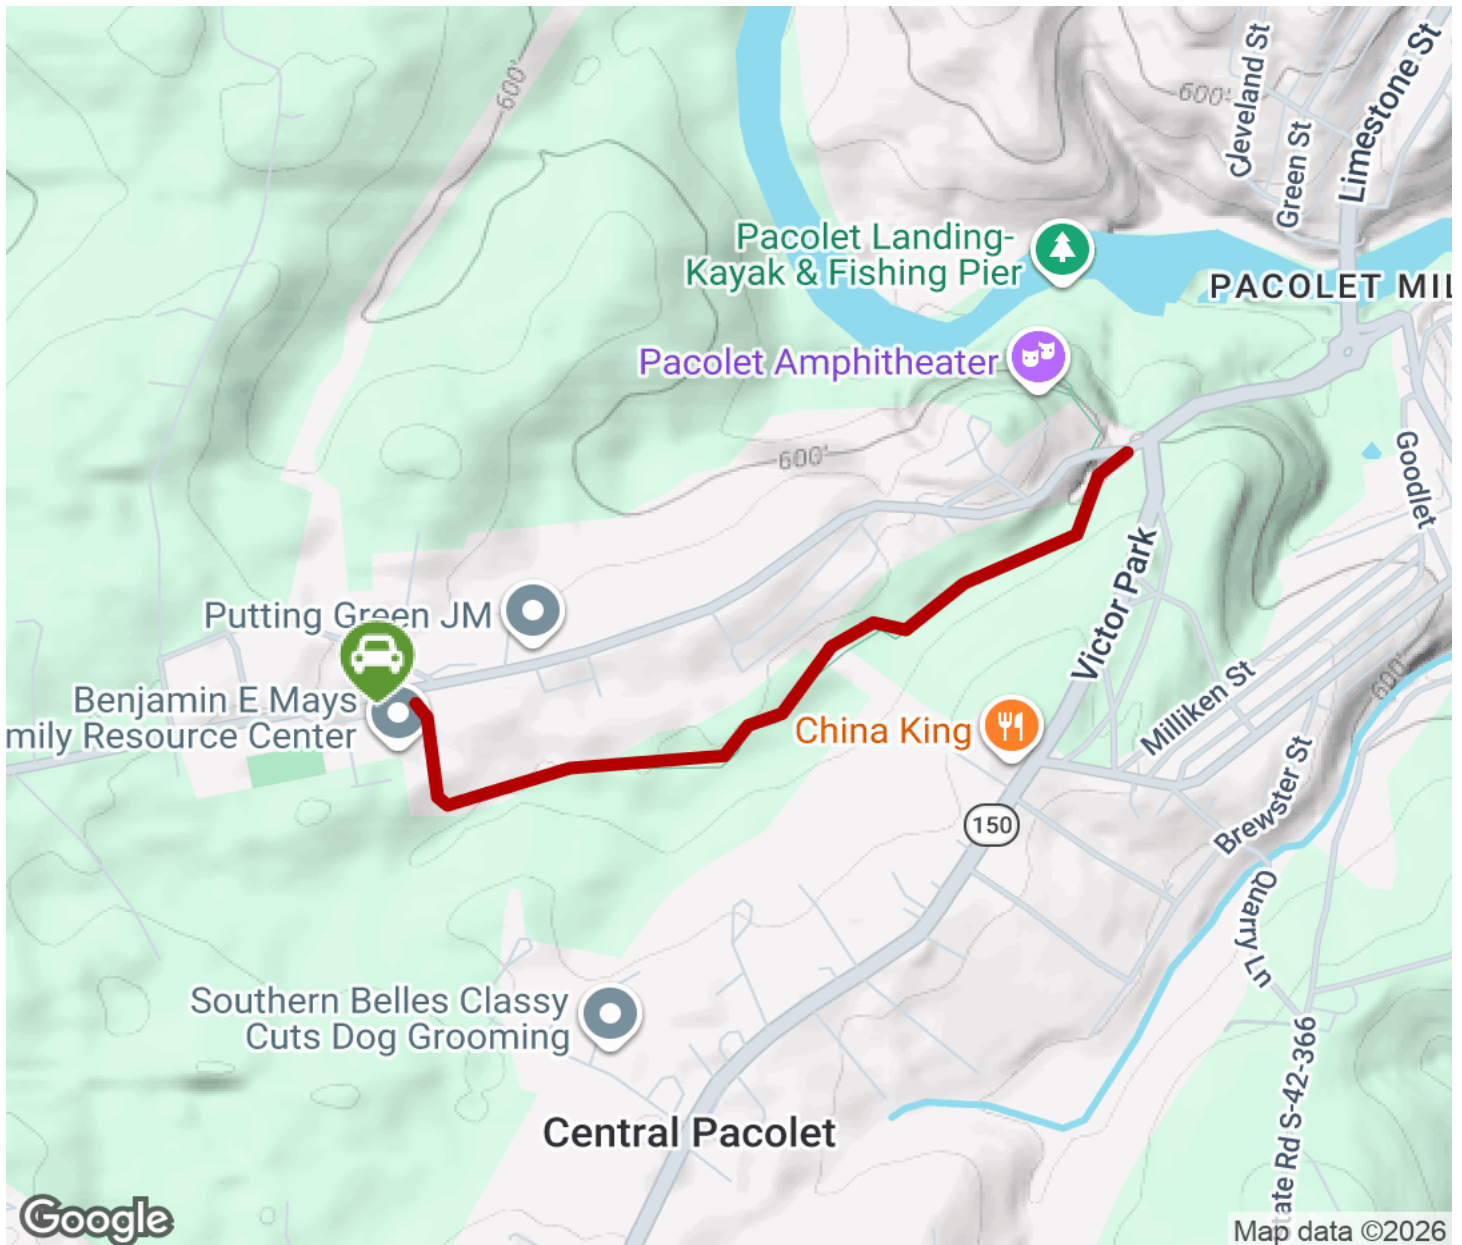 600'
600'
Cleveland St
Green St
Limestone St
Pacolet Landing-
Kayak & Fishing Pier
PACOLET MIL
Pacolet Amphitheater
600'
Goodlet
Putting Green JM
Victor Park
Benjamin E Mays
mily Resource Center
China King
Milliken St
600'
Brewster St
150
Quarry Ln
Southern Belles Classy
Cuts Dog Grooming
Central Pacolet
tate Rd S-42-366
Google
Map data ©2026